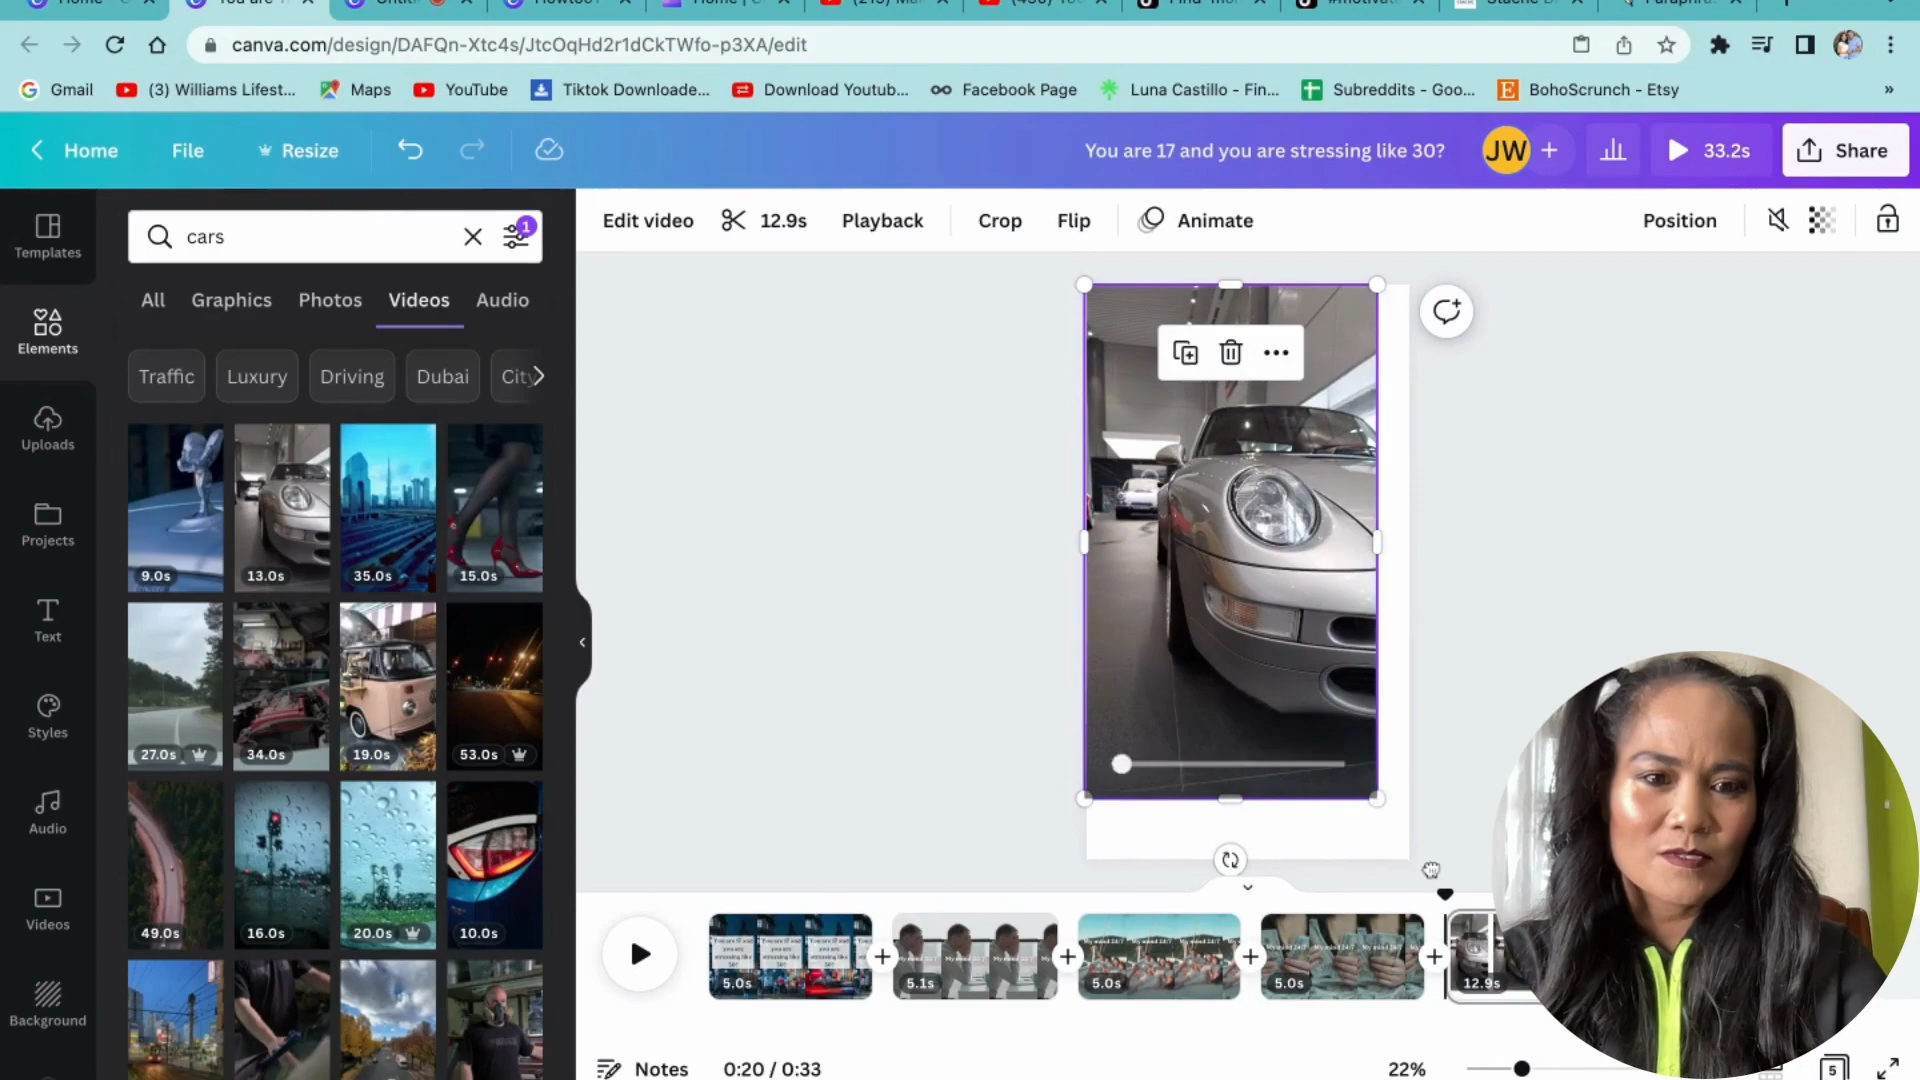 canva.com/design/DAFQn-Xtc4s/JtcOqHd2r1dCkTWfo-p3XA/edit
Gmail
(3) Williams Lifest...
Maps
YouTube
Tiktok Downloade...
Download Youtub...
Facebook Page
Luna Castillo - Fin...
Subreddits - Goo...
BohoScrunch - Etsy
»
Home
File
Resize
You are 17 and you are stressing like 30?
JW
+
33.2s
Share
Templates
Elements
Uploads
Projects
Text
Styles
Audio
Videos
Background
cars
1
All
Graphics
Photos
Videos
Audio
Traffic
Luxury
Driving
Dubai
City
9.0s
13.0s
35.0s
15.0s
27.0s
34.0s
19.0s
53.0s
49.0s
16.0s
20.0s
10.0s
Edit video
12.9s
Playback
Crop
Flip
Animate
Position
5.0s
5.1s
5.0s
5.0s
12.9s
Notes
0:20 / 0:33
22%
5